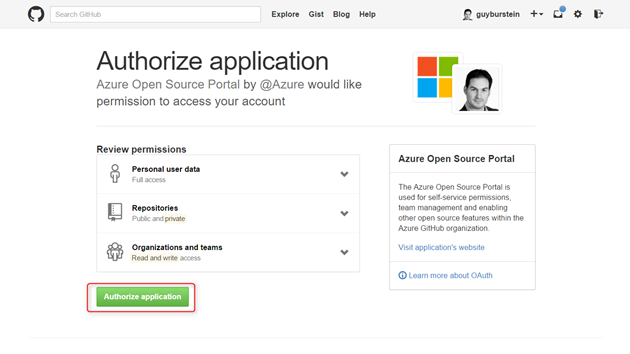 Search GitHub
Explore Gist Blog Help
guyburstein
Authorize application
Azure Open Source Portal by @Azure would like
permission to access your account
Review permissions
Personal user data
Full access
Repositories
Public and private
Organizations and teams
Read and write access
Authorize application
Azure Open Source Portal
The Azure Open Source Portal is
used for self-service permissions,
team management and enabling
other open source features within the
Azure GitHub organization.
Visit application's website
Learn more about OAuth